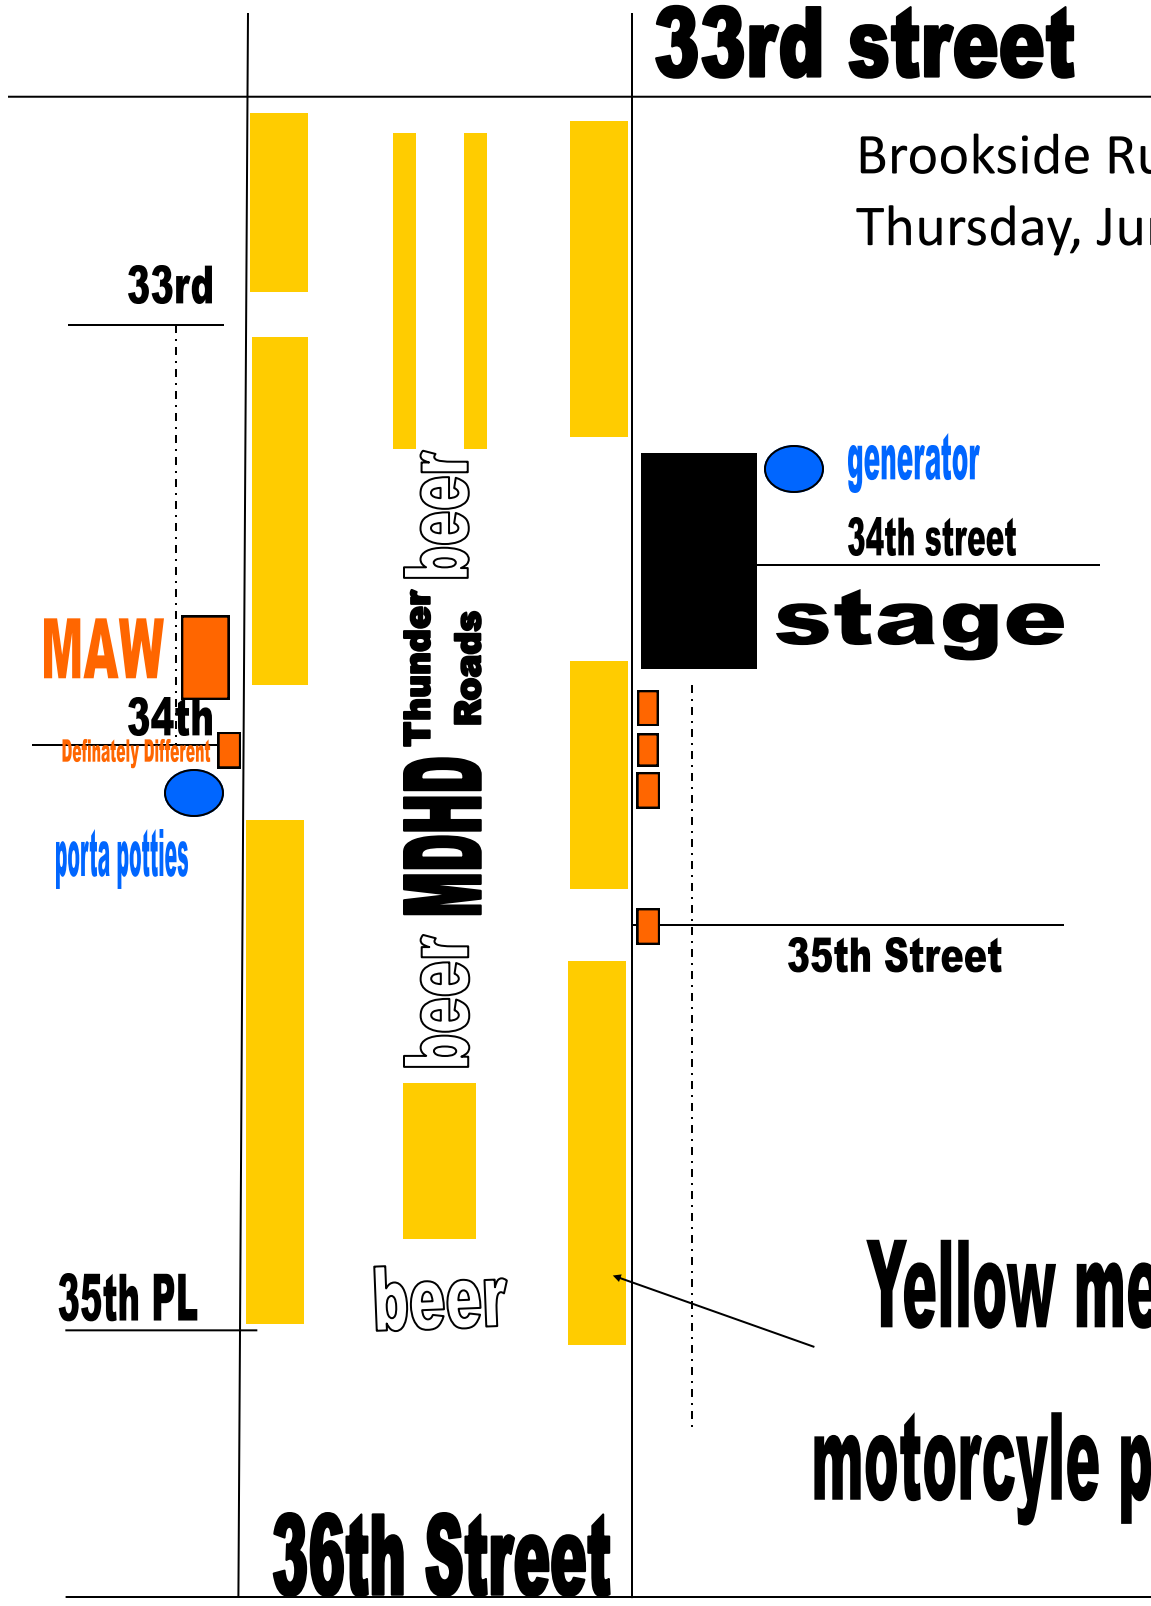 33rd street
Brookside Ru
Thursday, Jun
33rd
beer
generator
34th street
stage
Thunder
Roads
MAW
34th
Definately Different
MDHD
porta potties
beer
35th Street
Yellow me
35th PL
beer
motorcyle p
36th Street